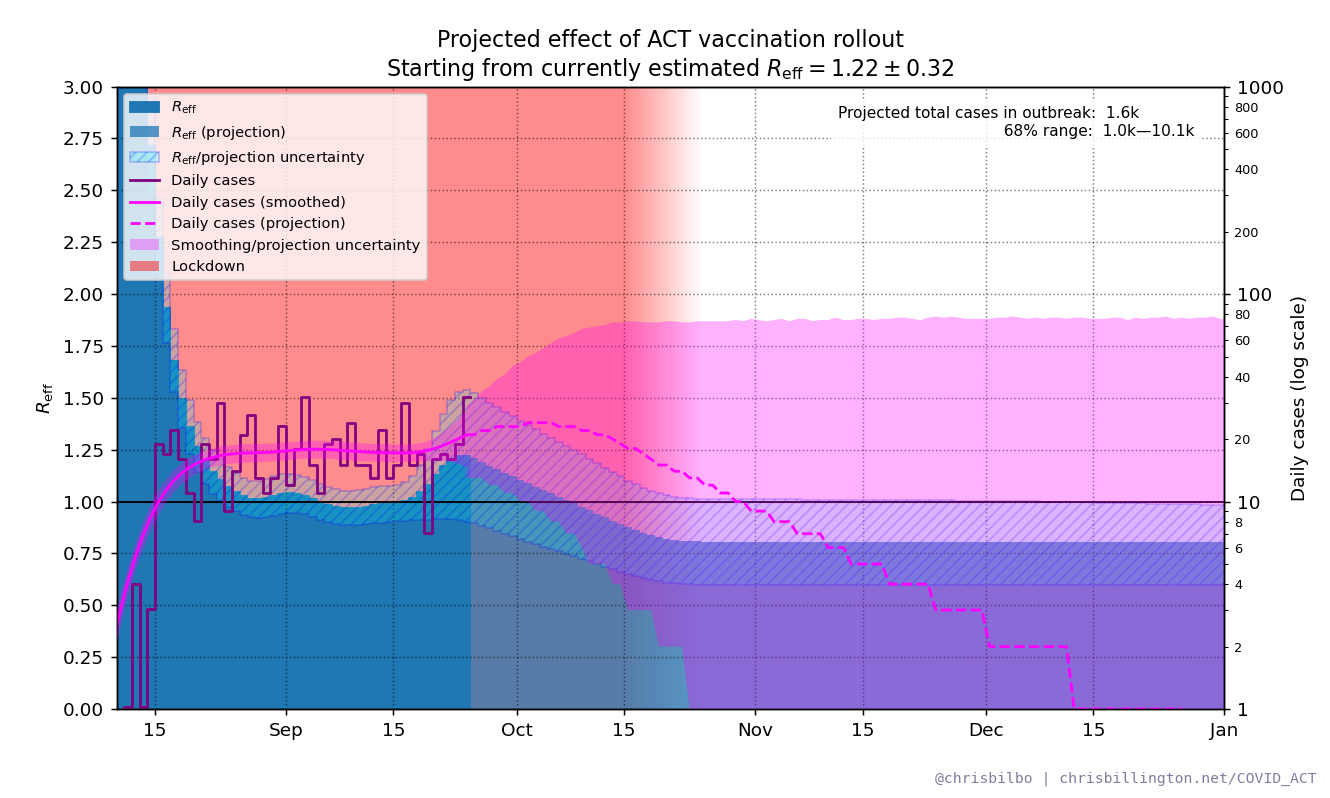 Projected effect of ACT vaccination rollout
Starting from currently estimated Reff = 1.22 ± 0.32
3.00
2.75
2.50
2.25
2.00
1.75
1.50
1.25
1.00
0.75
0.50
0.25
0.00
Reff
Reff
Reff (projection)
Reff/projection uncertainty
Daily cases
Daily cases (smoothed)
Daily cases (projection)
Smoothing/projection uncertainty
Lockdown
Projected total cases in outbreak: 1.6k
68% range: 1.0k—10.1k
1000
800
600
400
200
100
80
60
40
20
10
8
6
4
2
1
Daily cases (log scale)
15 Sep 15 Oct 15 Nov 15 Dec 15 Jan
@chrisbilbo | chrisbillington.net/COVID_ACT